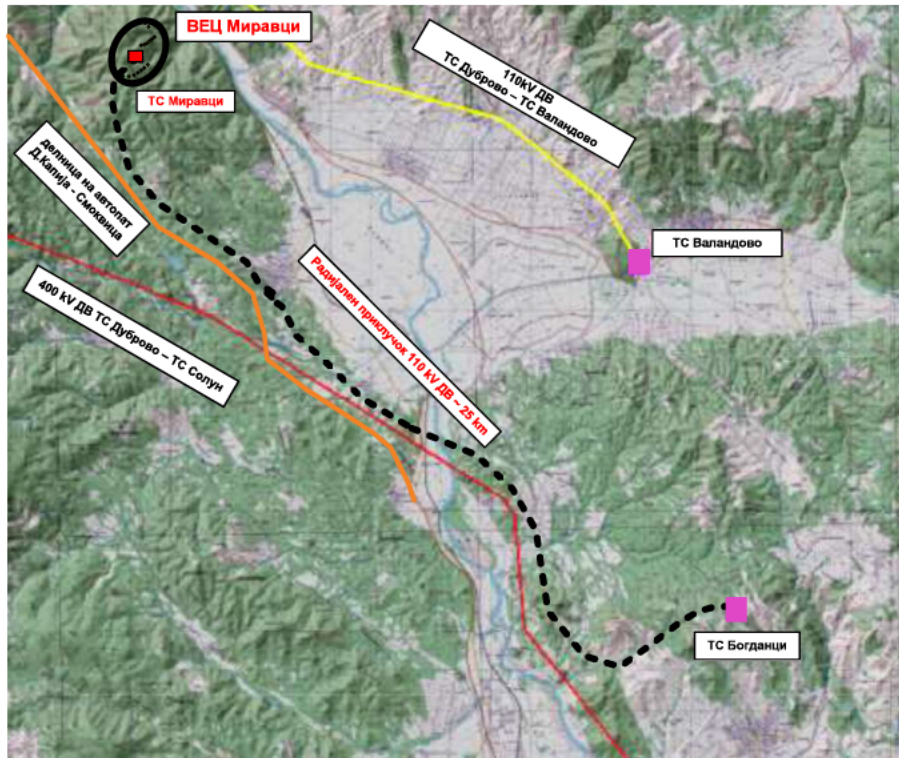 ВЕЦ Миравци
ТС Миравци
110kV ДВ
ТС Дуброво – ТС Валандово
делница на автопат
Д.Капија - Смоквица
ТС Валандово
400 kV ДВ ТС Дуброво – ТС Солун
Радијален приклучок 110 kV ДВ ~ 25 km
ТС Богданци